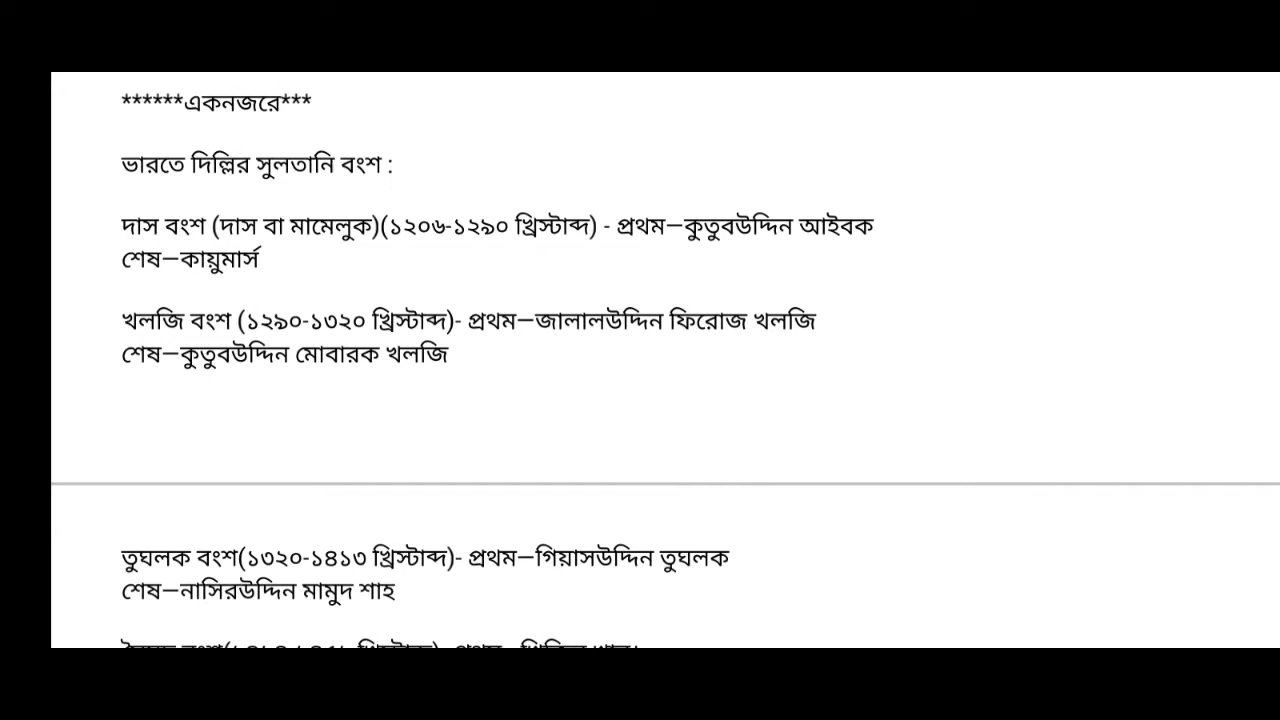 ******একনজরে***
ভারতে দিল্লির সুলতানি বংশ :
দাস বংশ (দাস বা মামেলুক)(১২০৬-১২৯০ খ্রিস্টাব্দ) - প্রথম—কুতুবউদ্দিন আইবক
শেষ—কায়ুমার্স
খলজি বংশ (১২৯০-১৩২০ খ্রিস্টাব্দ)- প্রথম—জালালউদ্দিন ফিরোজ খলজি
শেষ—কুতুবউদ্দিন মোবারক খলজি
তুঘলক বংশ(১৩২০-১৪১৩ খ্রিস্টাব্দ)- প্রথম—গিয়াসউদ্দিন তুঘলক
শেষ—নাসিরউদ্দিন মামুদ শাহ